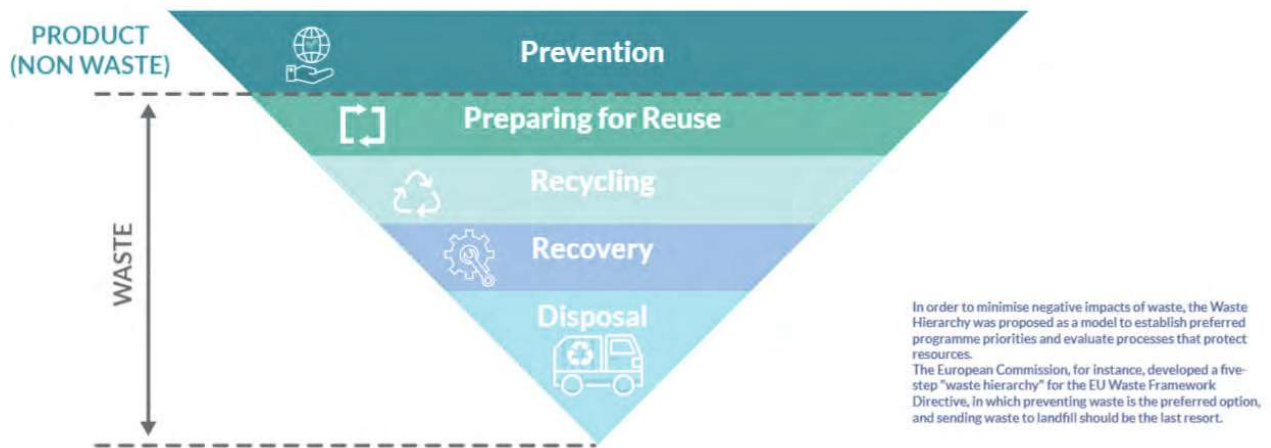 PRODUCT
(NON WASTE)
Prevention
Preparing for Reuse
Recycling
Recovery
Disposal
WASTE
In order to minimise negative impacts of waste, the Waste
Hierarchy was proposed as a model to establish preferred
programme priorities and evaluate processes that protect
resources.
The European Commission, for instance, developed a five-
step "waste hierarchy" for the EU Waste Framework
Directive, in which preventing waste is the preferred option,
and sending waste to landfill should be the last resort.